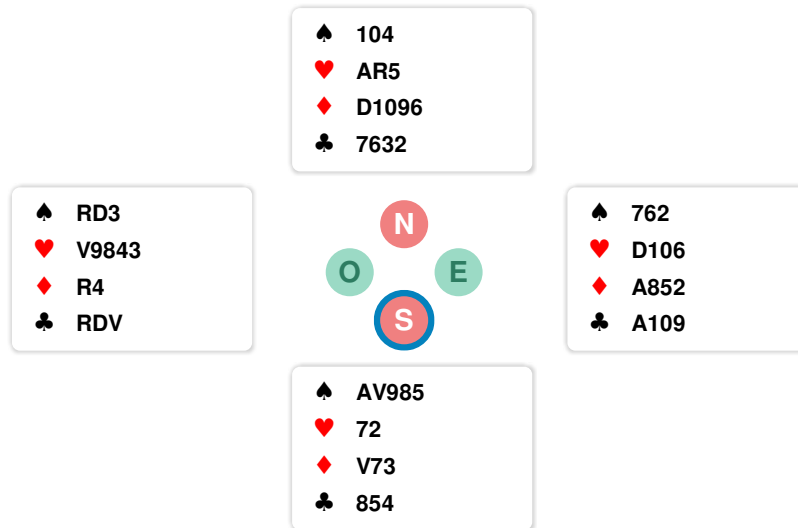 ♠ 104
♥ AR5
♦ D1096
♣ 7632
♠ RD3
♥ V9843
♦ R4
♣ RDV
N
O E
S
♠ 762
♥ D106
♦ A852
♣ A109
♠ AV985
♥ 72
♦ V73
♣ 854